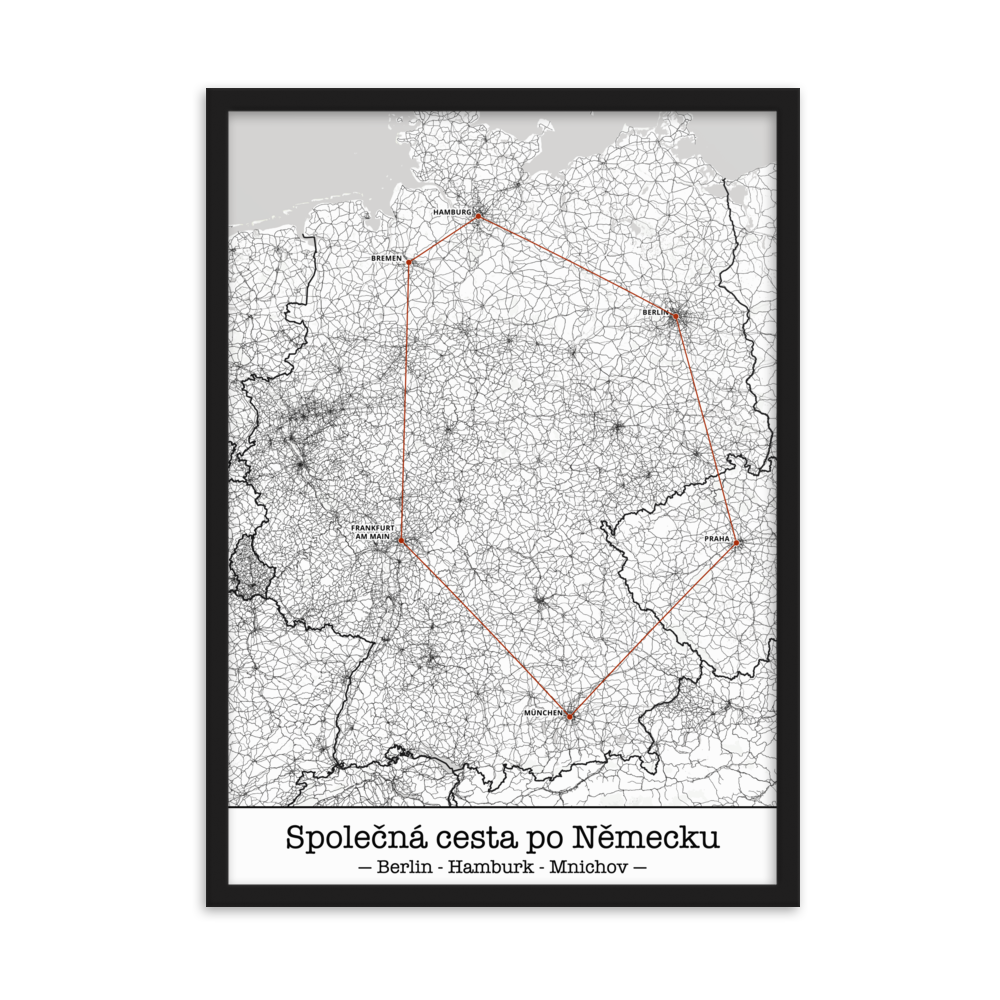 HAMBURG
BREMEN
BERLIN
FRANKFURT
AM MAIN
PRAHA
MÜNCHEN
Společná cesta po Německu
— Berlin - Hamburk - Mnichov —